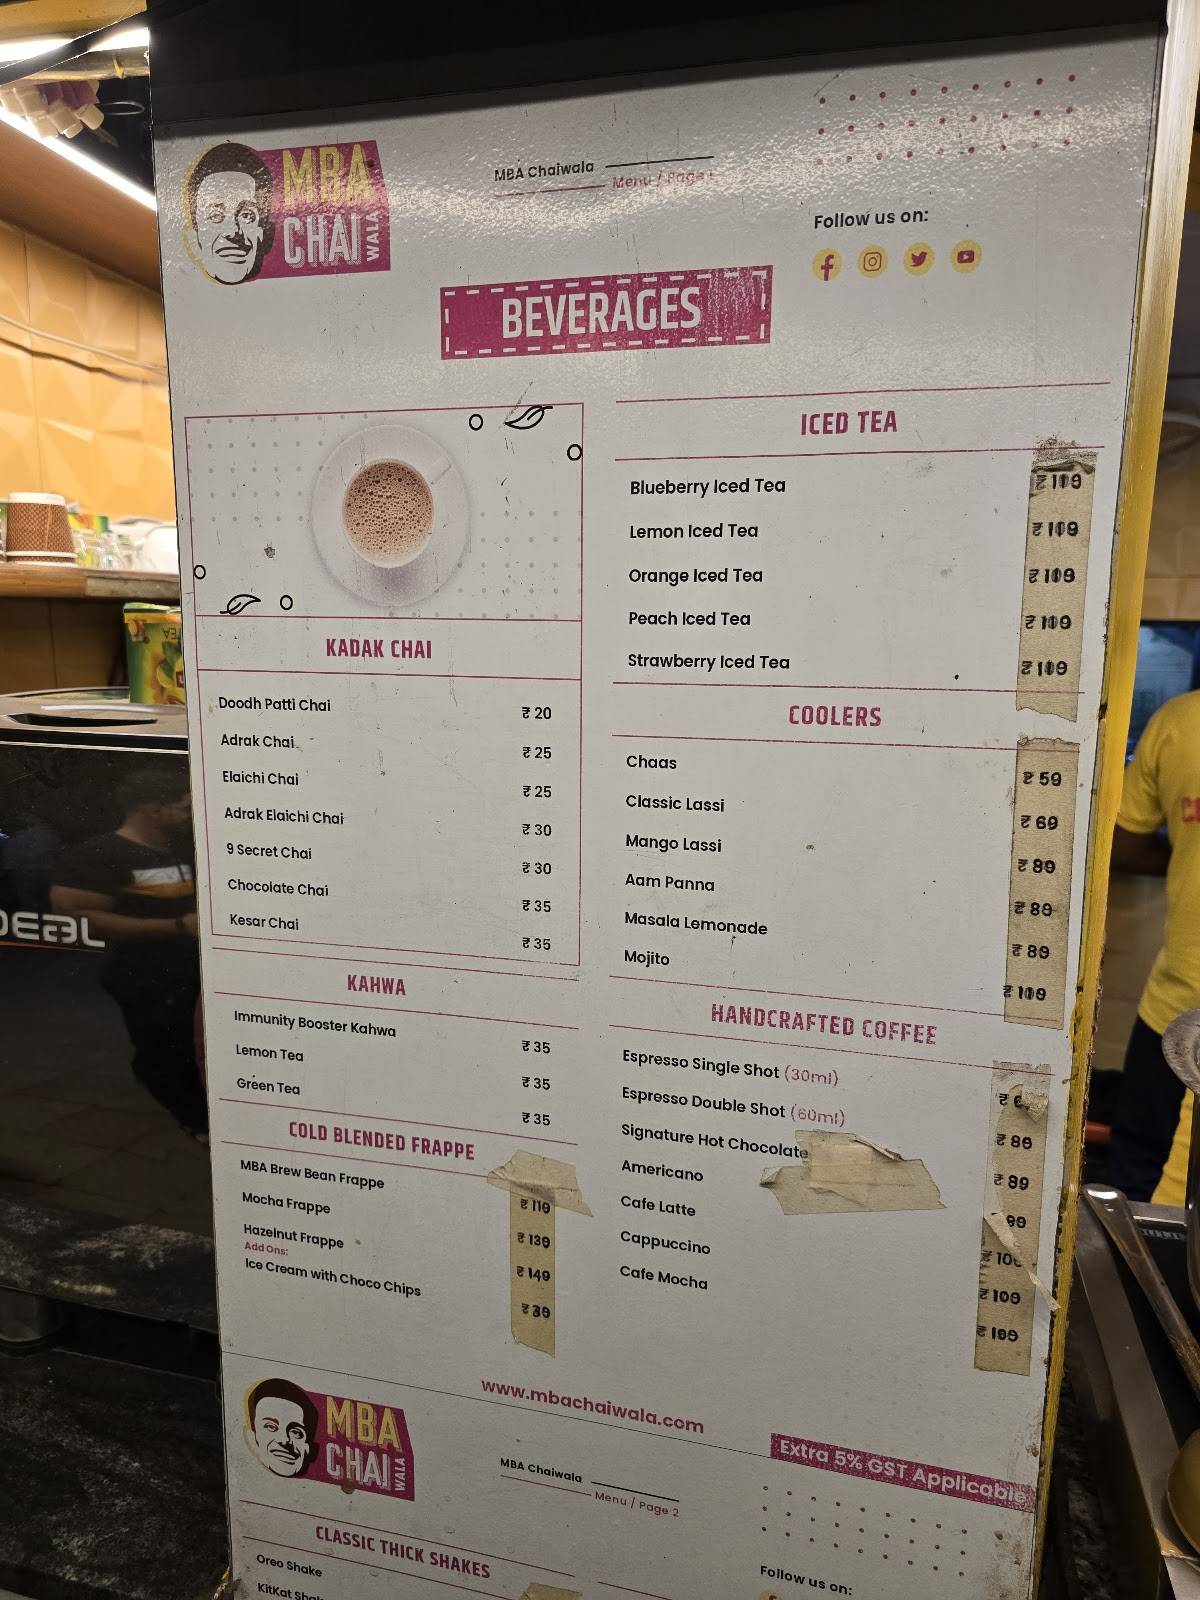 MBA
CHAI
WALA
MBA Chaiwala
Menu / Page
Follow us on:
BEVERAGES
KADAK CHAI
Doodh Patti Chai ₹ 20
Adrak Chai ₹ 25
Elaichi Chai ₹ 25
Adrak Elaichi Chai ₹ 30
9 Secret Chai ₹ 30
Chocolate Chai ₹ 35
Kesar Chai ₹ 35
KAHWA
Immunity Booster Kahwa ₹ 35
Lemon Tea ₹ 35
Green Tea ₹ 35
COLD BLENDED FRAPPE
MBA Brew Bean Frappe ₹ 119
Mocha Frappe ₹ 139
Hazelnut Frappe ₹ 149
Add Ons:
Ice Cream with Choco Chips ₹ 39
ICED TEA
Blueberry Iced Tea ₹ 109
Lemon Iced Tea ₹ 109
Orange Iced Tea ₹ 109
Peach Iced Tea ₹ 109
Strawberry Iced Tea ₹ 109
COOLERS
Chaas ₹ 59
Classic Lassi ₹ 69
Mango Lassi ₹ 89
Aam Panna ₹ 89
Masala Lemonade ₹ 89
Mojito ₹ 109
HANDCRAFTED COFFEE
Espresso Single Shot (30ml) ₹
Espresso Double Shot (60ml) ₹ 89
Signature Hot Chocolate ₹ 89
Americano
Cafe Latte
Cappuccino ₹ 109
Cafe Mocha ₹ 109
www.mbachaiwala.com
Extra 5% GST Applicable
MBA
CHAI
WALA
MBA Chaiwala
Menu / Page 2
Follow us on:
CLASSIC THICK SHAKES
Oreo Shake
KitKat
DEAL